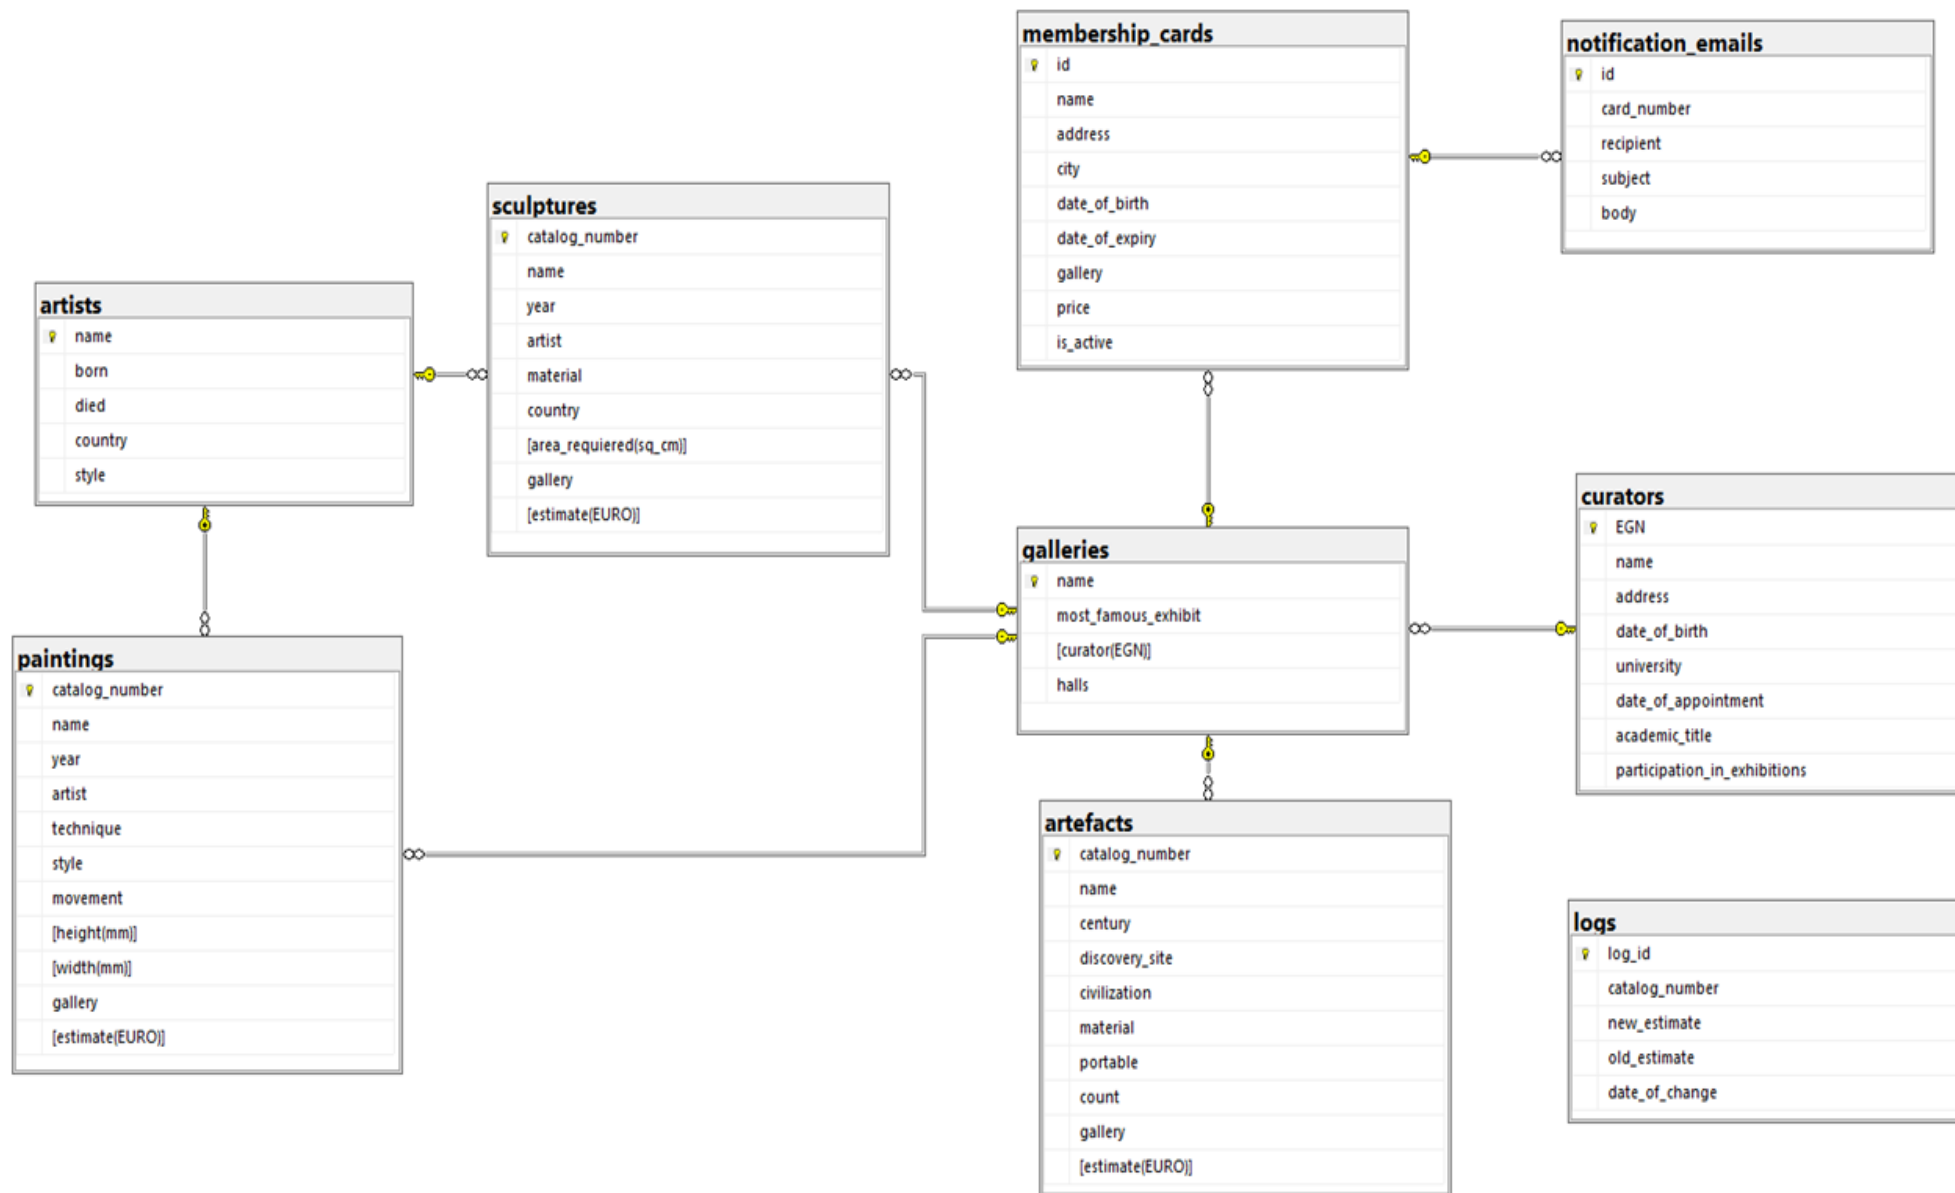 membership_cards
id
name
address
city
date_of_birth
date_of_expiry
gallery
price
is_active
notification_emails
id
card_number
recipient
subject
body
sculptures
catalog_number
name
year
artist
material
country
[area_requiered(sq_cm)]
gallery
[estimate(EURO)]
artists
name
born
died
country
style
galleries
name
most_famous_exhibit
[curator(EGN)]
halls
curators
EGN
name
address
date_of_birth
university
date_of_appointment
academic_title
participation_in_exhibitions
paintings
catalog_number
name
year
artist
technique
style
movement
[height(mm)]
[width(mm)]
gallery
[estimate(EURO)]
artefacts
catalog_number
name
century
discovery_site
civilization
material
portable
count
gallery
[estimate(EURO)]
logs
log_id
catalog_number
new_estimate
old_estimate
date_of_change